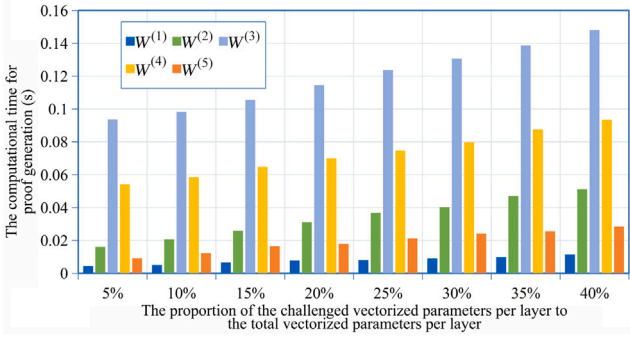 The computational time for
proof generation (s)
0.16
0.14
0.12
0.1
0.08
0.06
0.04
0.02
0
W(1) W(2) W(3)
W(4) W(5)
5% 10% 15% 20% 25% 30% 35% 40%
The proportion of the challenged vectorized parameters per layer to
the total vectorized parameters per layer